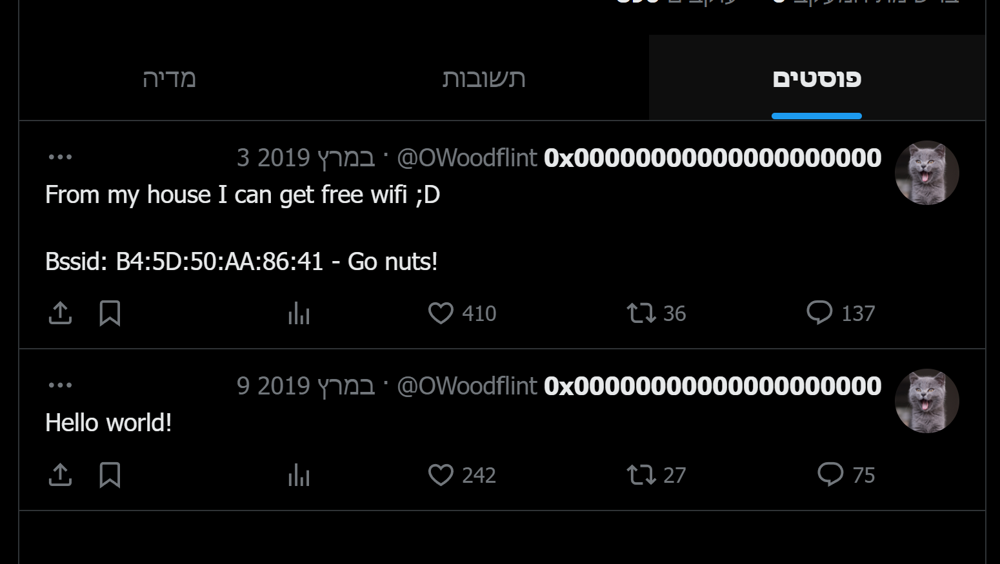 פוסטים תשובות מדיה
0x00000000000000000000 @OWoodflint · 3 במרץ 2019
From my house I can get free wifi ;D
Bssid: B4:5D:50:AA:86:41 - Go nuts!
137 36 410
0x00000000000000000000 @OWoodflint · 9 במרץ 2019
Hello world!
75 27 242